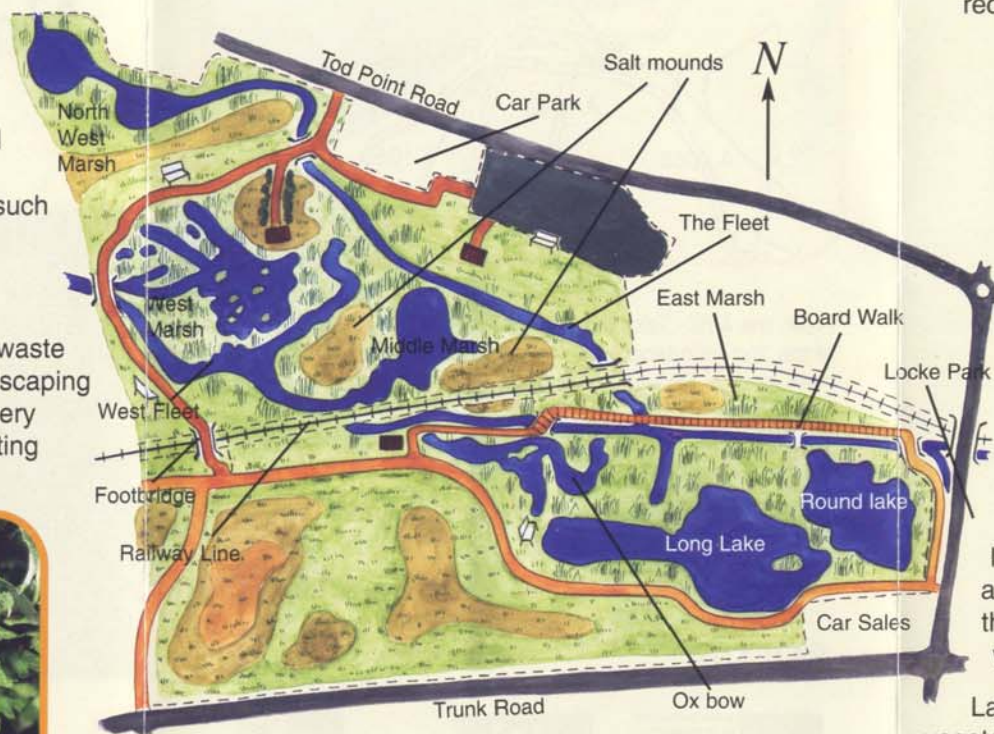 rec
Tod Point Road
Salt mounds
N
Car Park
North
West
Marsh
such
The Fleet
East Marsh
West
Marsh
Board Walk
waste
Middle Marsh
scaping
Locke Park
ery
West Fleet
ting
Footbridge
Round lake
Railway Line
Long Lake
a
th
Car Sales
Trunk Road
Ox bow
La